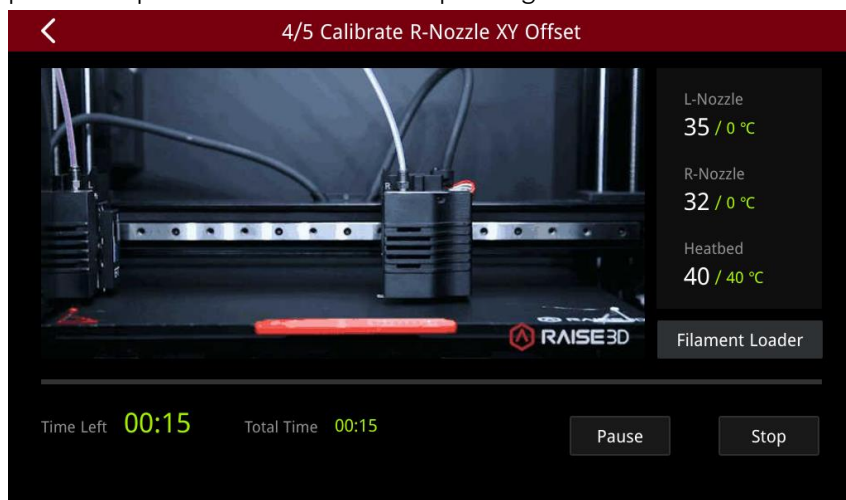 4/5 Calibrate R-Nozzle XY Offset
L
R
RAISE3D
L-Nozzle
35 / 0 ℃
R-Nozzle
32 / 0 ℃
Heatbed
40 / 40 ℃
Filament Loader
Time Left 00:15 Total Time 00:15
Pause
Stop